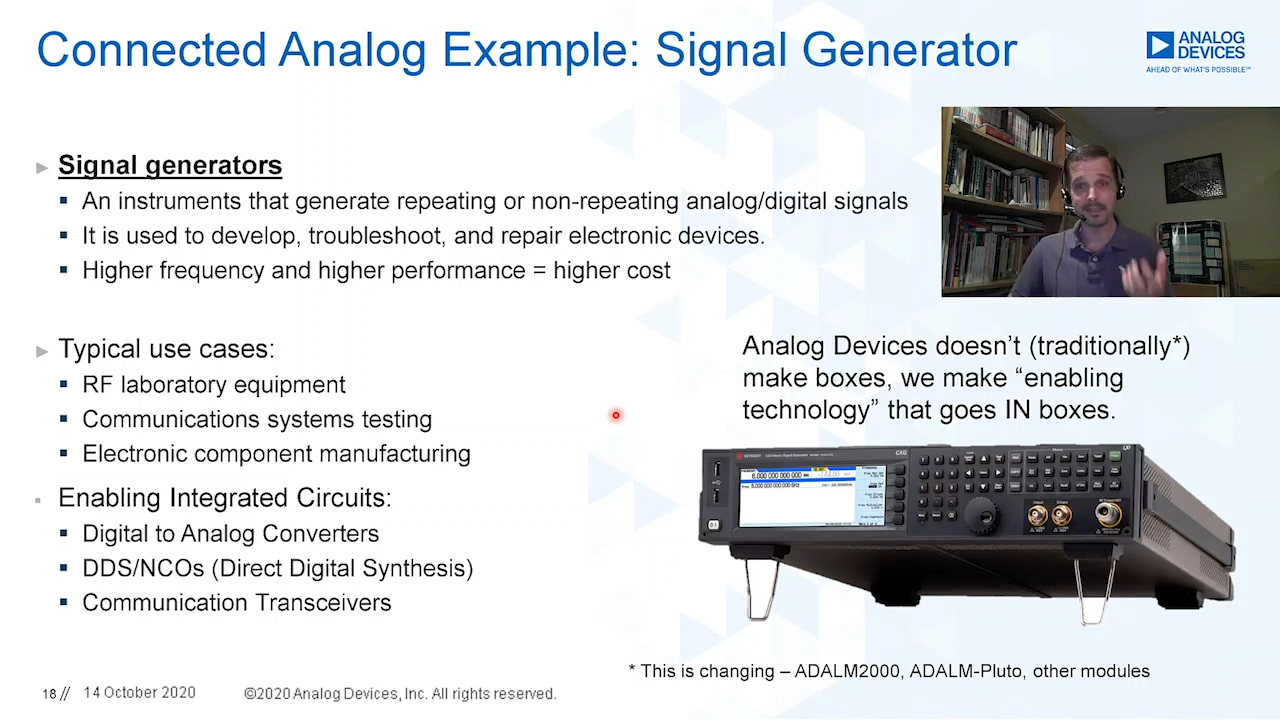 Connected Analog Example: Signal Generator
ANALOG
DEVICES
AHEAD OF WHAT'S POSSIBLE™
Signal generators
An instruments that generate repeating or non-repeating analog/digital signals
It is used to develop, troubleshoot, and repair electronic devices.
Higher frequency and higher performance = higher cost
Typical use cases:
RF laboratory equipment
Communications systems testing
Electronic component manufacturing
Enabling Integrated Circuits:
Digital to Analog Converters
DDS/NCOs (Direct Digital Synthesis)
Communication Transceivers
Analog Devices doesn't (traditionally*)
make boxes, we make “enabling
technology” that goes IN boxes.
KEYSIGHT
CXG
* This is changing – ADALM2000, ADALM-Pluto, other modules
18 // 14 October 2020 ©2020 Analog Devices, Inc. All rights reserved.